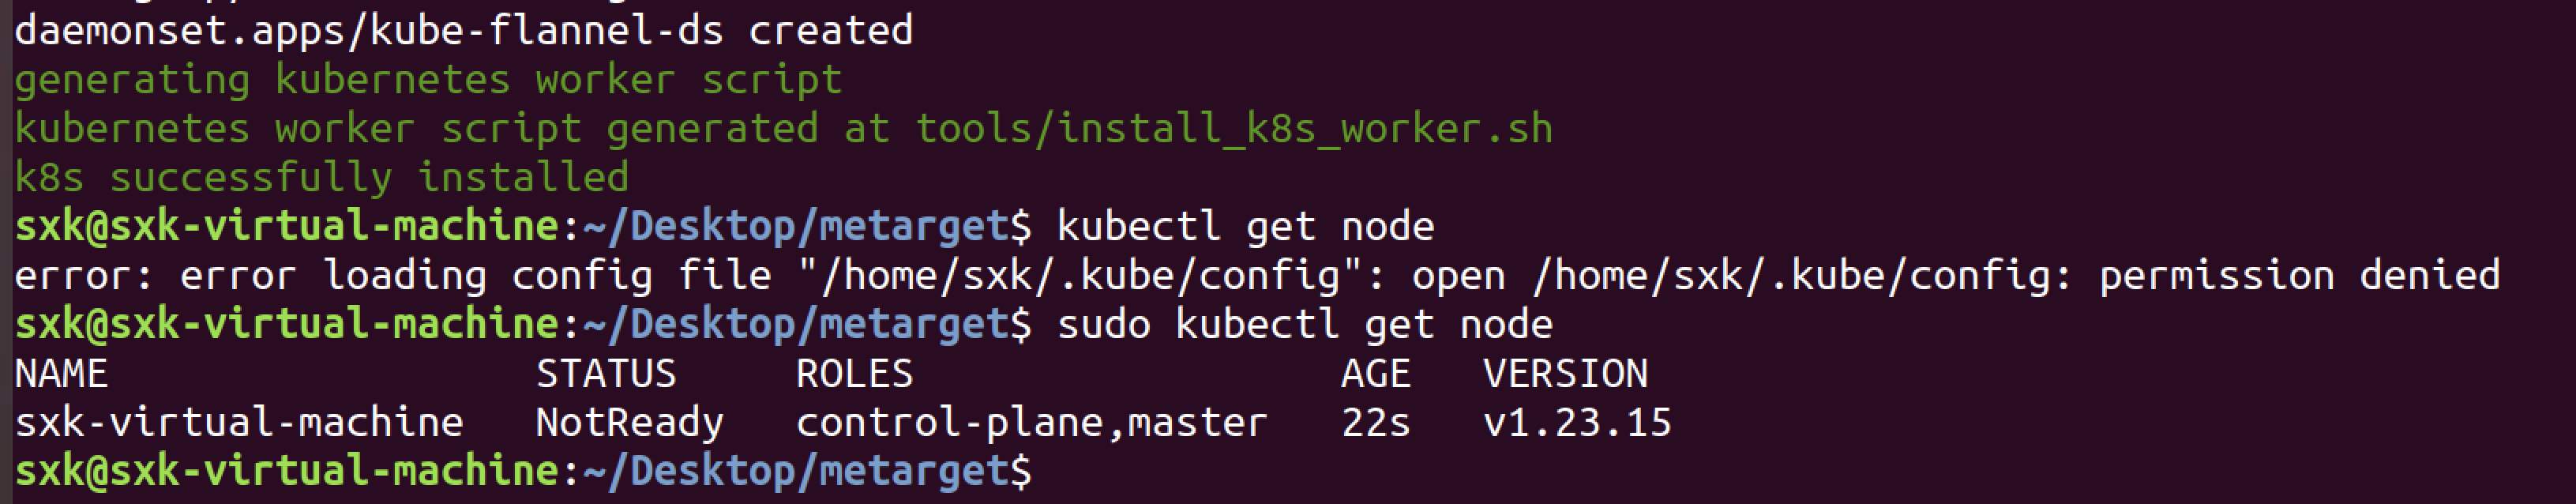 daemonset.apps/kube-flannel-ds created
generating kubernetes worker script
kubernetes worker script generated at tools/install_k8s_worker.sh
k8s successfully installed
sxk@sxk-virtual-machine:~/Desktop/metarget$ kubectl get node
error: error loading config file "/home/sxk/.kube/config": open /home/sxk/.kube/config: permission denied
sxk@sxk-virtual-machine:~/Desktop/metarget$ sudo kubectl get node
NAME STATUS ROLES AGE VERSION
sxk-virtual-machine NotReady control-plane,master 22s v1.23.15
sxk@sxk-virtual-machine:~/Desktop/metarget$